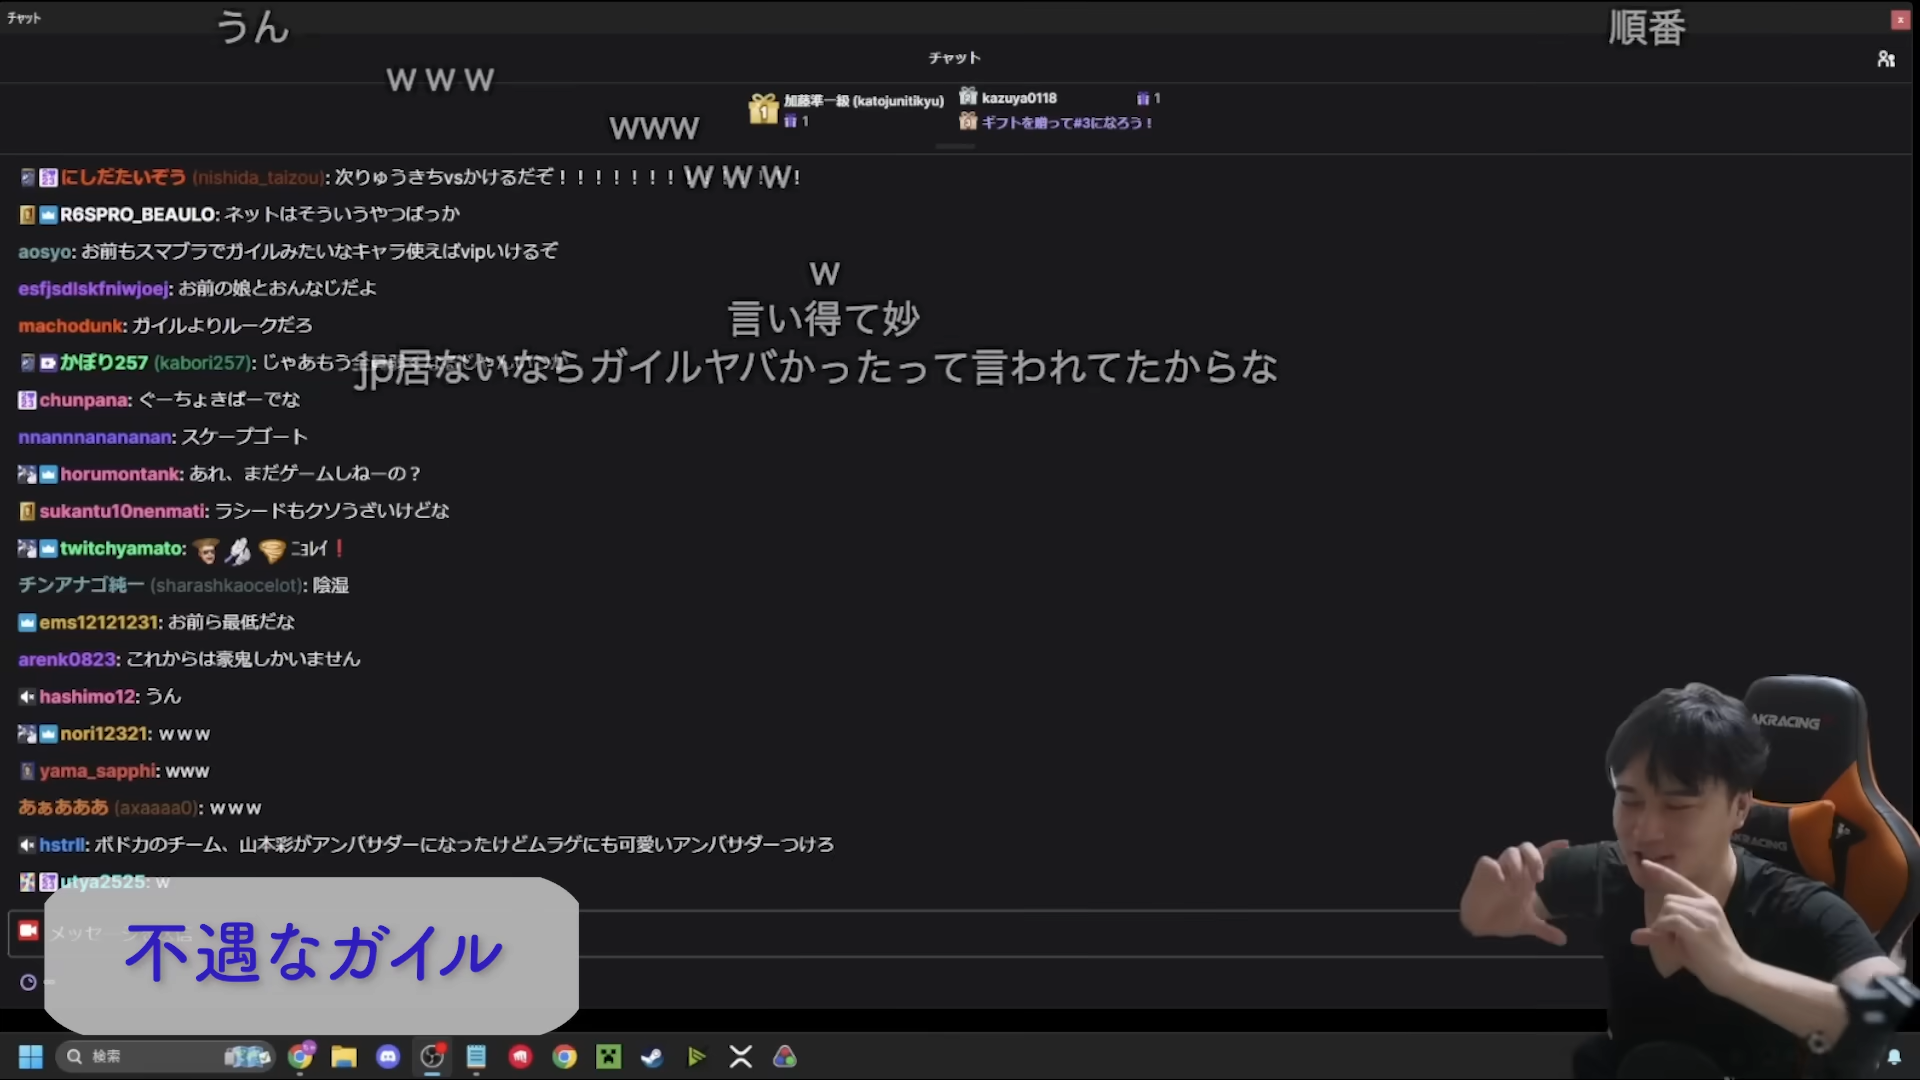 チャット
うん
順番
チャット
ｗｗｗ
加藤準一級 (katojunitikyu)
1
kazuya0118
1
ギフトを贈って#3になろう！
www
にしだたいぞう (nishida_taizou): 次りゅうきちvsかけるだぞ！！！！！！！！！！！
ｗｗｗ
R6SPRO_BEAULO: ネットはそういうやつばっか
aosyo: お前もスマブラでガイルみたいなキャラ使えばvipいけるぞ
w
esfjsdlskfniwjoej: お前の娘とおんなじだよ
言い得て妙
machodunk: ガイルよりルークだろ
かぼり257 (kabori257): じゃあもう全
jp居ないならガイルヤバかったって言われてたからな
chunpana: ぐーちょきぱーでな
nnannnanananan: スケープゴート
horumontank: あれ、まだゲームしねーの？
sukantu10nenmati: ラシードもクソうざいけどな
twitchyamato: ﾆｮﾚｲ❗
チンアナゴ純一 (sharashkaocelot): 陰湿
ems12121231: お前ら最低だな
arenk0823: これからは豪鬼しかいません
hashimo12: うん
nori12321: ｗｗｗ
yama_sapphi: www
あぁあああ (axaaaa0): ｗｗｗ
hstrll: ボドカのチーム、山本彩がアンバサダーになったけどムラゲにも可愛いアンバサダーつけろ
utya2525: w
メッセー
不遇なガイル
検索
AKRACING
AKRACING